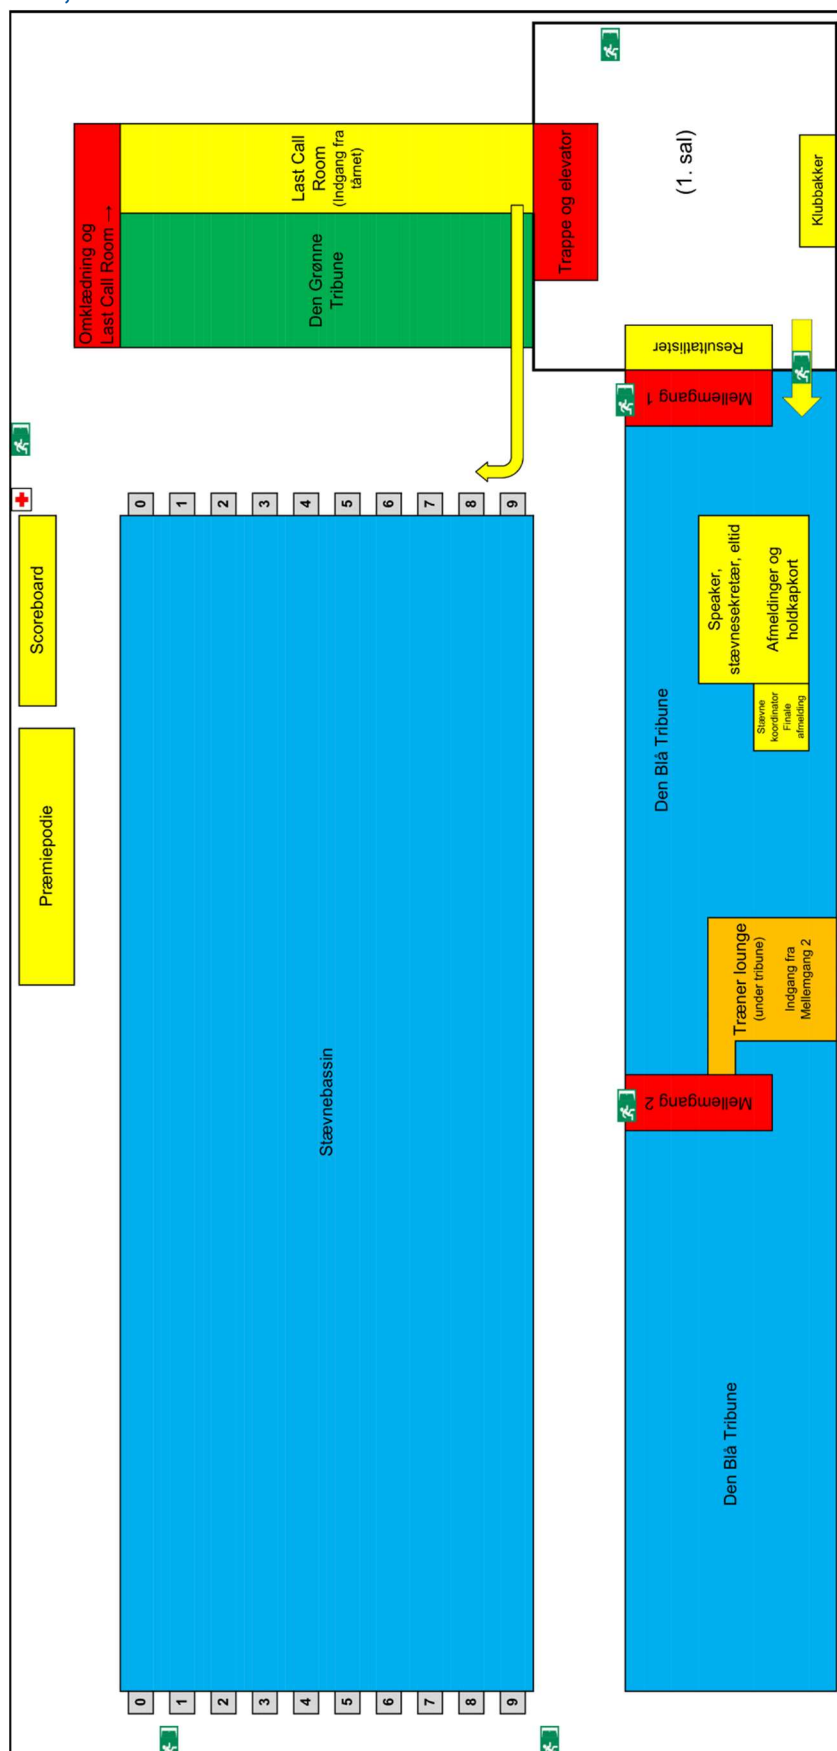 Omklædning og
Last Call Room →
Last Call
Room
(Indgang fra
tårnet)
Den Grønne
Tribune
Trappe og elevator
(1. sal)
Klubbakker
Resultatlister
Mellemgang 1
Scoreboard
Præmiepodie
0
1
2
3
4
5
6
7
8
9
Speaker,
stævnesekretær, eltid
Afmeldinger og
holdkapkort
Stævne
koordinator
Finale
afmelding
Den Blå Tribune
Træner lounge
(under tribune)
Indgang fra
Mellemgang 2
Stævnebassin
Mellemgang 2
Den Blå Tribune
0
1
2
3
4
5
6
7
8
9